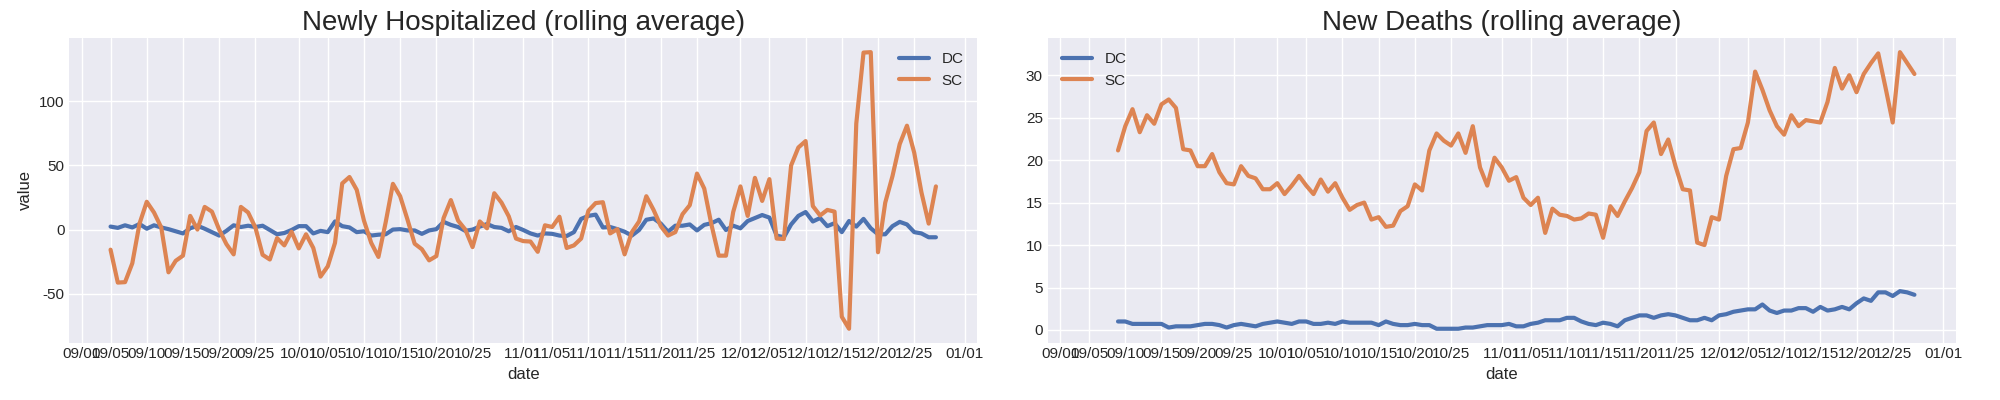 Newly Hospitalized (rolling average)
DC
SC
100
50
0
-50
value
09/01 09/05 09/10 09/15 09/20 09/25 10/01 10/05 10/10 10/15 10/20 10/25 11/01 11/05 11/10 11/15 11/20 11/25 12/01 12/05 12/10 12/15 12/20 12/25 01/01
date
New Deaths (rolling average)
DC
SC
30
25
20
15
10
5
0
09/01 09/05 09/10 09/15 09/20 09/25 10/01 10/05 10/10 10/15 10/20 10/25 11/01 11/05 11/10 11/15 11/20 11/25 12/01 12/05 12/10 12/15 12/20 12/25 01/01
date